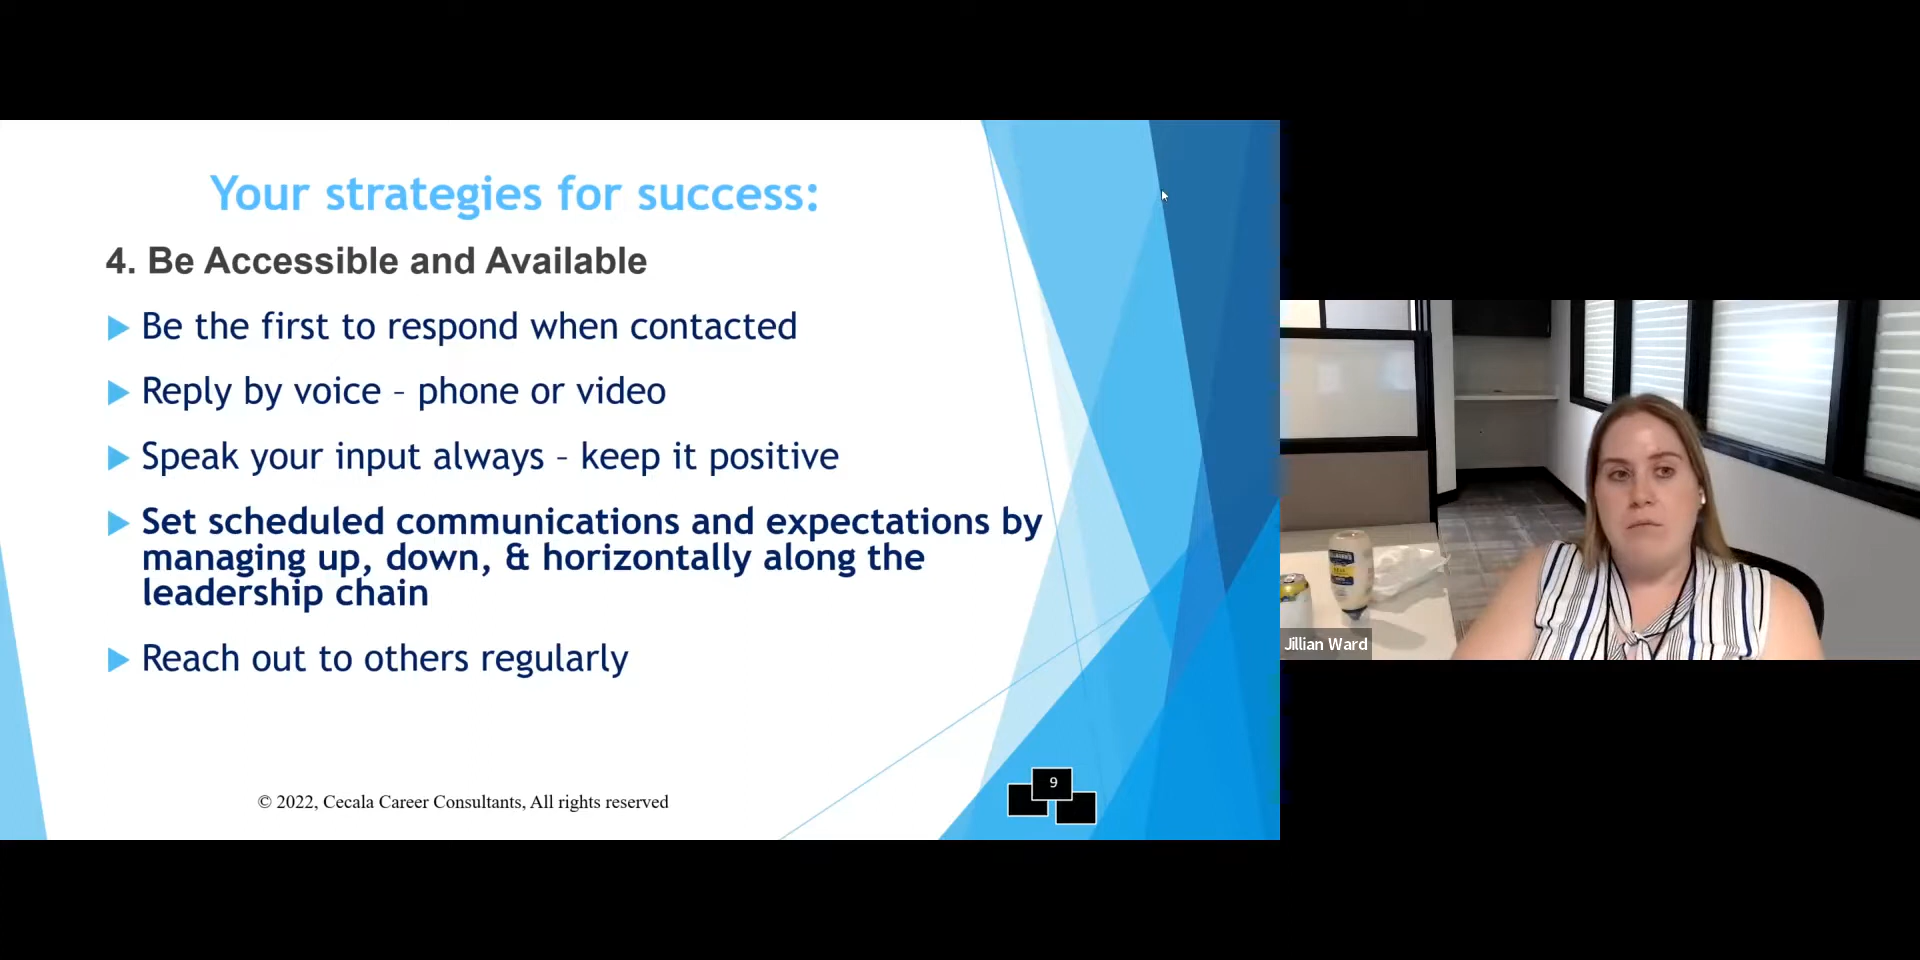 Your strategies for success:
4. Be Accessible and Available
Be the first to respond when contacted
Reply by voice – phone or video
Speak your input always – keep it positive
Set scheduled communications and expectations by
managing up, down, & horizontally along the
leadership chain
Reach out to others regularly
© 2022, Cecala Career Consultants, All rights reserved
9
Jillian Ward